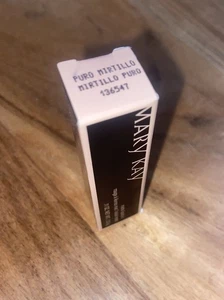 PURO MIRTILLO
MIRTILLO PURO
136547
MARY KAY